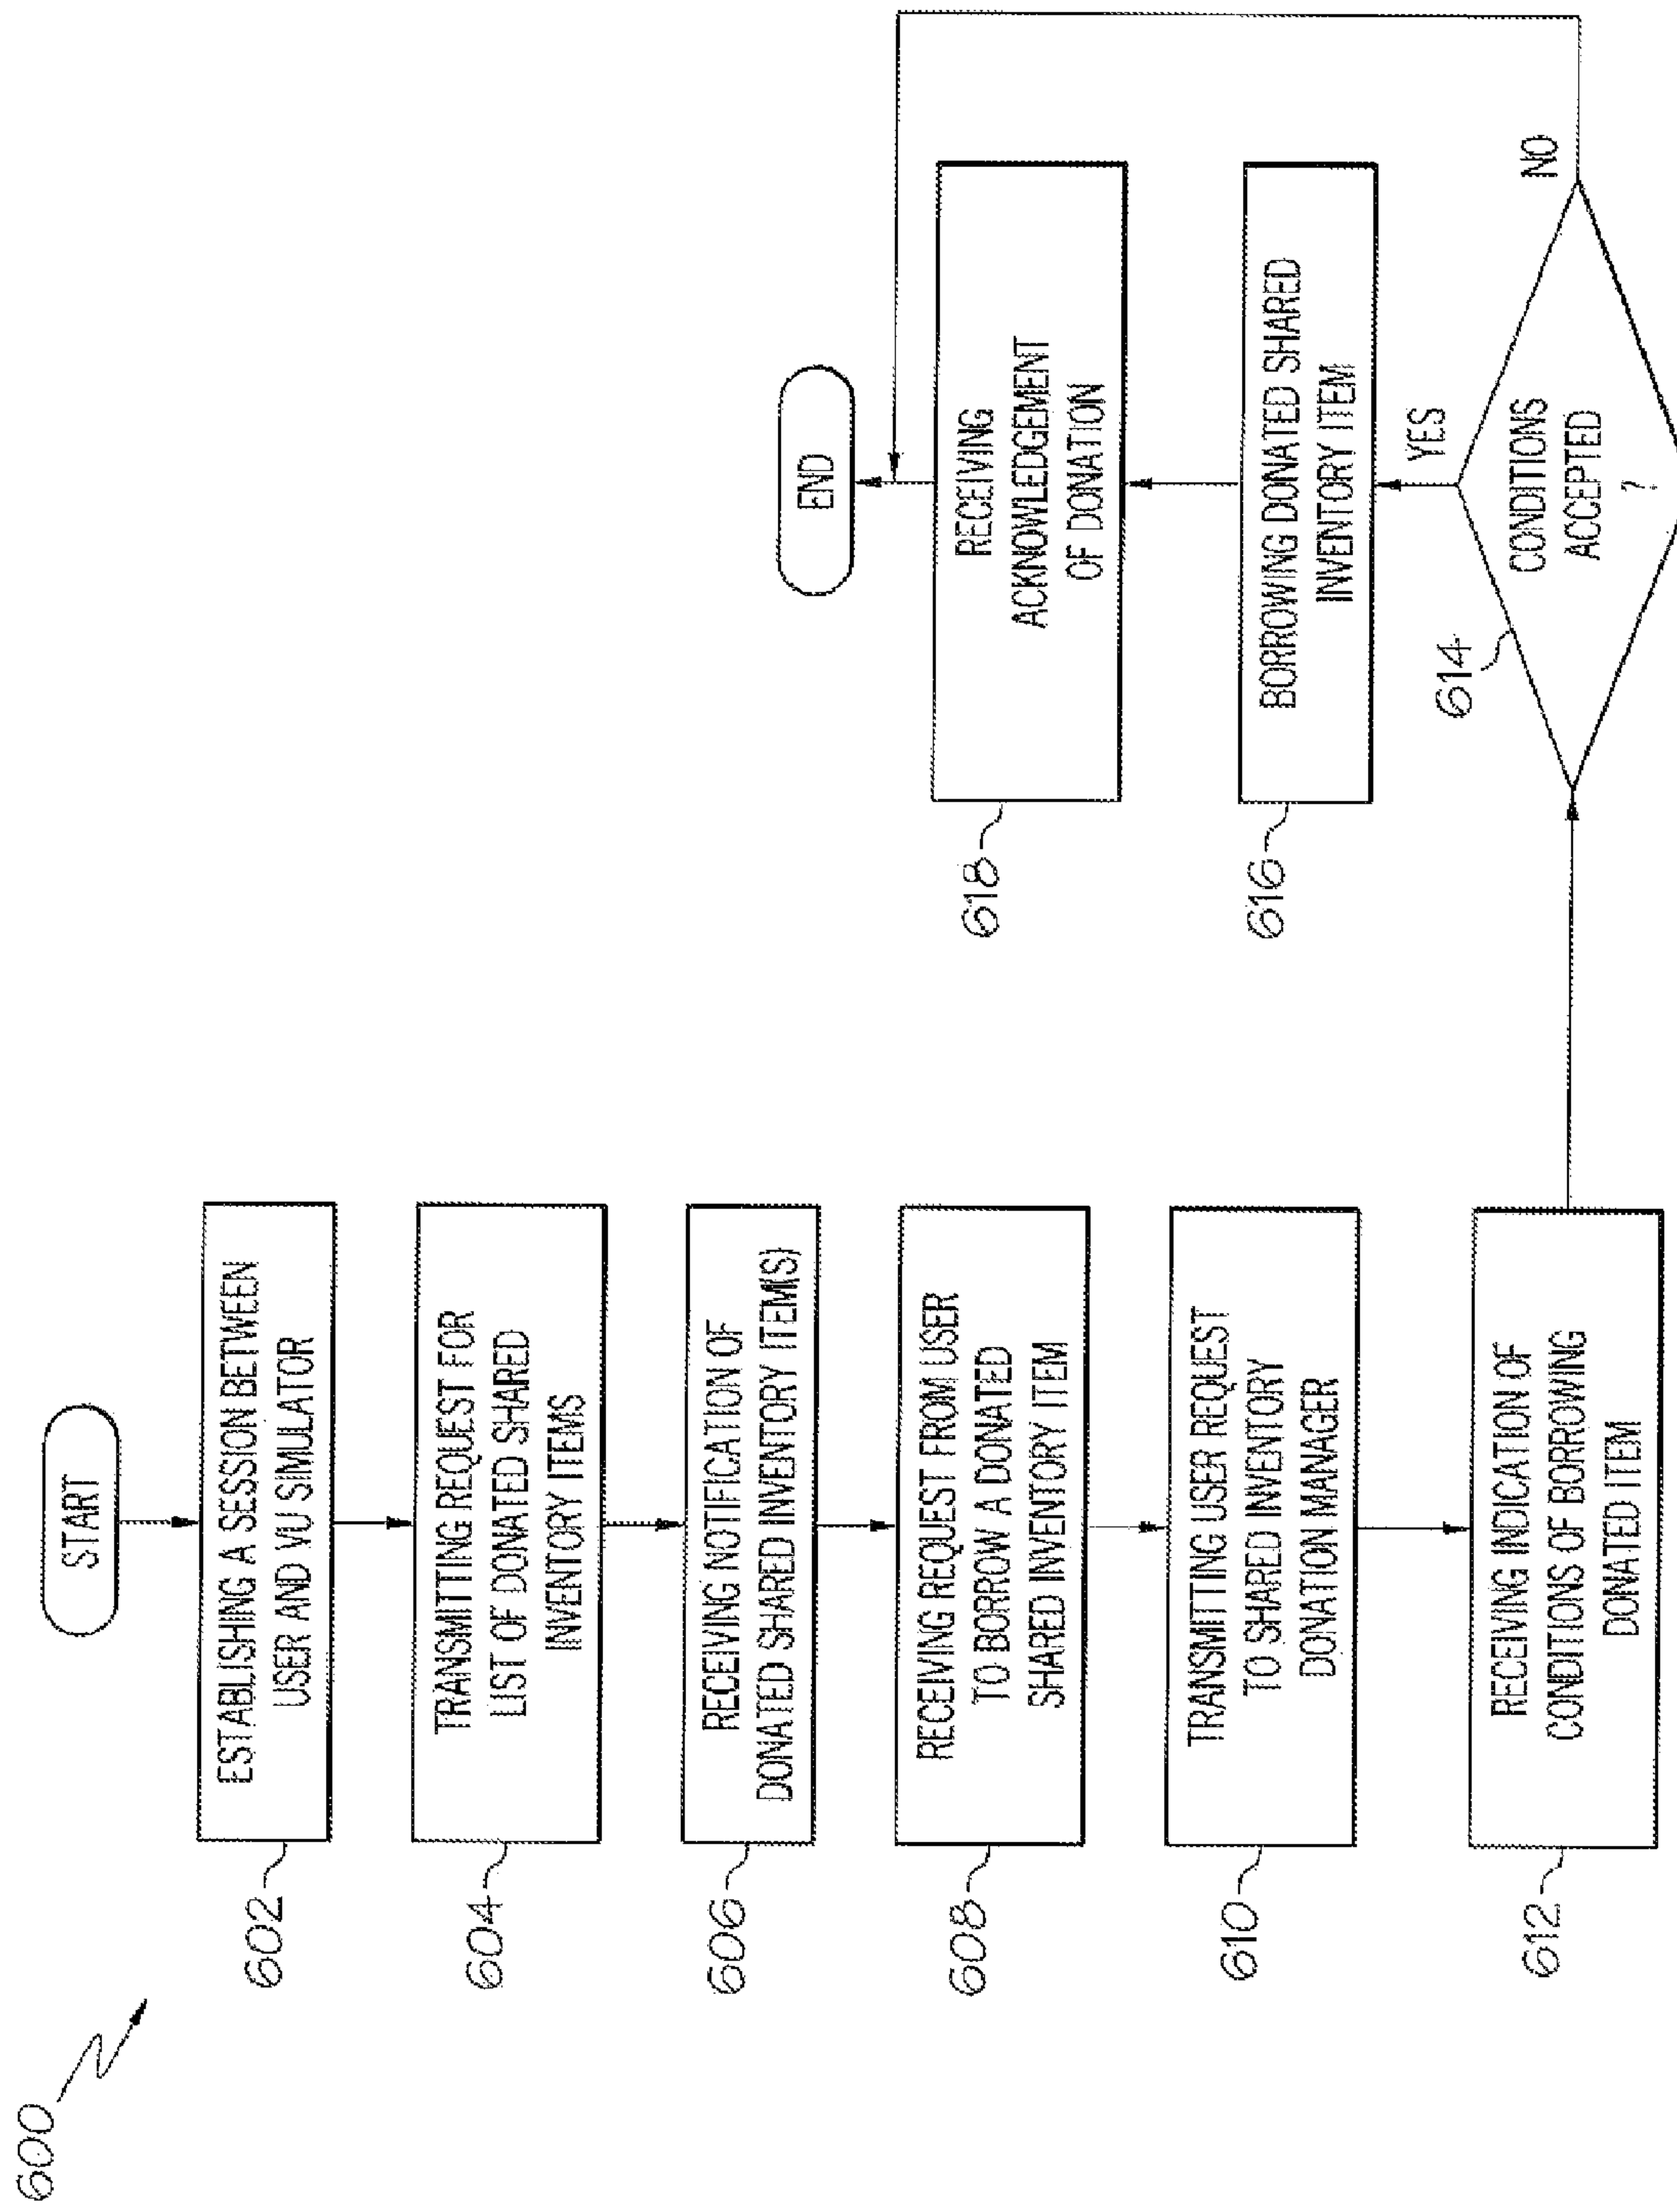 600
START
602
ESTABLISHING A SESSION BETWEEN
USER AND VU SIMULATOR
604
TRANSMITTING REQUEST FOR
LIST OF DONATED SHARED
INVENTORY ITEMS
606
RECEIVING NOTIFICATION OF
DONATED SHARED INVENTORY ITEM(S)
608
RECEIVING REQUEST FROM USER
TO BORROW A DONATED
SHARED INVENTORY ITEM
610
TRANSMITTING USER REQUEST
TO SHARED INVENTORY
DONATION MANAGER
612
RECEIVING INDICATION OF
CONDITIONS OF BORROWING
DONATED ITEM
614
CONDITIONS
ACCEPTED
?
YES
NO
616
BORROWING DONATED SHARED
INVENTORY ITEM
618
RECEIVING
ACKNOWLEDGEMENT
OF DONATION
END